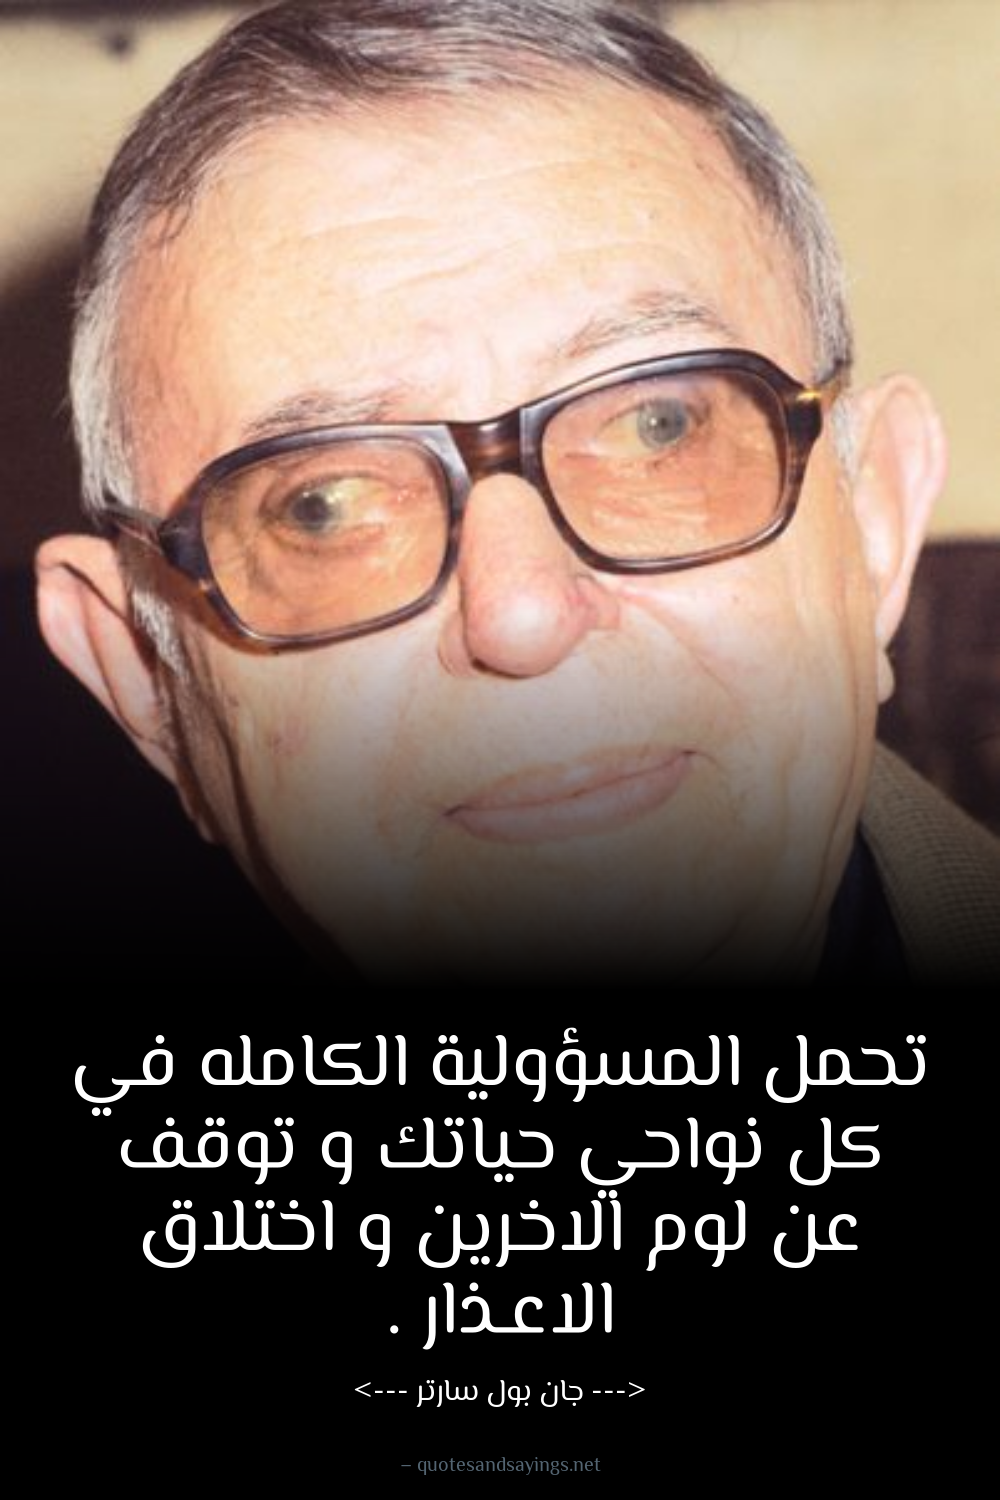 تحمل المسؤولية الكامله في
كل نواحي حياتك و توقف
عن لوم الاخرين و اختلاق
الاعذار .
<--- جان بول سارتر --->
– quotesandsayings.net